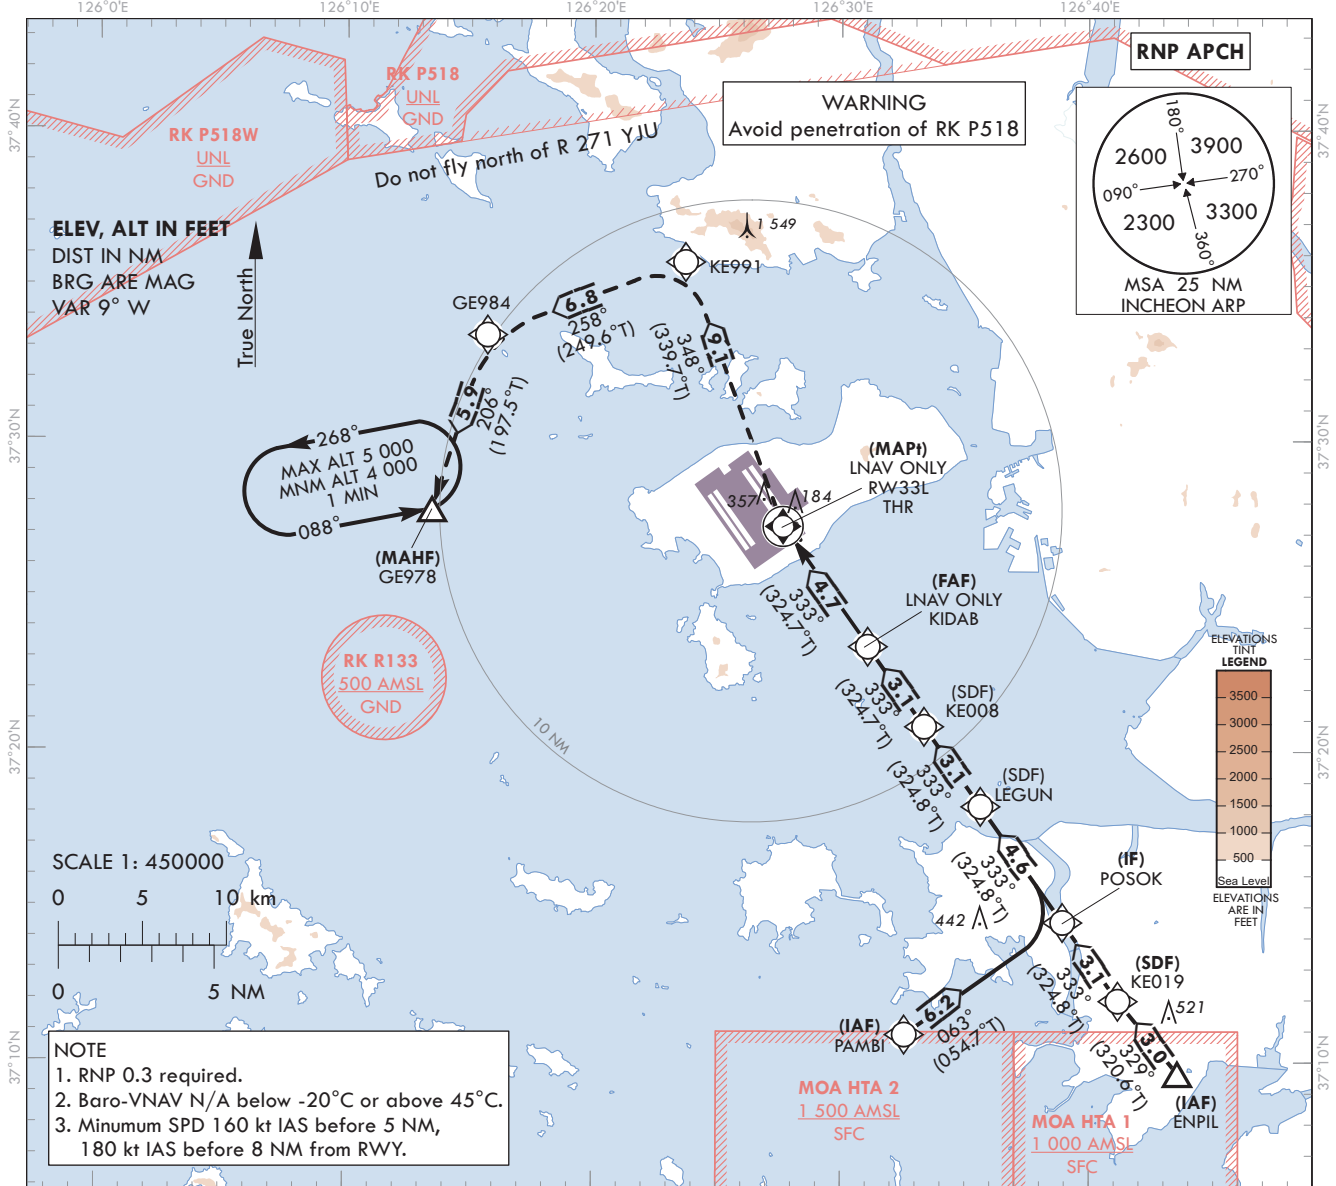 126°0'E
126°10'E
126°20'E
126°30'E
126°40'E
37°40'N
37°40'N
37°30'N
37°30'N
37°20'N
37°20'N
37°10'N
37°10'N
RNP APCH
RK P518
UNL
GND
RK P518W
UNL
GND
WARNING
Avoid penetration of RK P518
Do not fly north of R 271 YJU
180°
2600
3900
090°
270°
2300
3300
360°
MSA 25 NM
INCHEON ARP
ELEV, ALT IN FEET
DIST IN NM
BRG ARE MAG
VAR 9° W
True North
1 549
KE991
GE984
6.8
258°
(249.6°T)
9.1
348°
(339.7°T)
5.9
206°
(197.5°T)
268°
MAX ALT 5 000
MNM ALT 4 000
1 MIN
088°
(MAHF)
GE978
357
184
(MAPt)
LNAV ONLY
RW33L
THR
4.7
333°
(324.7°T)
(FAF)
LNAV ONLY
KIDAB
RK R133
500 AMSL
GND
3.1
333°
(324.7°T)
(SDF)
KE008
10 NM
3.1
333°
(324.8°T)
(SDF)
LEGUN
4.6
333°
(324.8°T)
442
(IF)
POSOK
3.1
333°
(324.8°T)
(SDF)
KE019
521
3.0
329°
(320.6°T)
(IAF)
ENPIL
6.2
063°
(054.7°T)
(IAF)
PAMBI
MOA HTA 2
1 500 AMSL
SFC
MOA HTA 1
1 000 AMSL
SFC
ELEVATIONS
TINT
LEGEND
3500
3000
2500
2000
1500
1000
500
Sea Level
ELEVATIONS
ARE IN
FEET
SCALE 1: 450000
0 5 10 km
0 5 NM
NOTE
1. RNP 0.3 required.
2. Baro-VNAV N/A below -20°C or above 45°C.
3. Minumum SPD 160 kt IAS before 5 NM,
180 kt IAS before 8 NM from RWY.